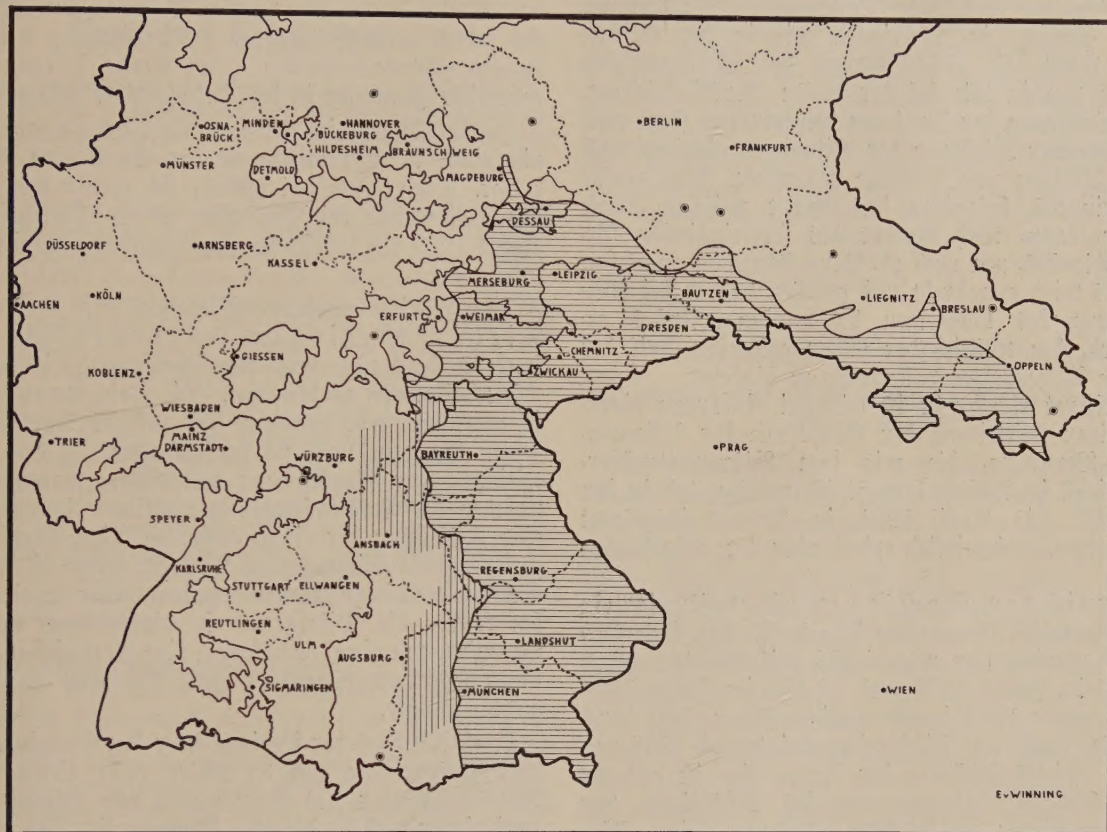 OSNA-
BRÜCK
MINDEN
HANNOVER
BÜCKEBURG
HILDESHEIM
BRAUNSCHWEIG
BERLIN
FRANKFURT
MÜNSTER
DETMOLD
MAGDEBURG
DESSAU
DÜSSELDORF
ARNSBERG
KASSEL
MERSEBURG
LEIPZIG
BAUTZEN
LIEGNITZ
BRESLAU
AACHEN
KÖLN
ERFURT
WEIMAR
DRESDEN
CHEMNITZ
ZWICKAU
GIESSEN
KOBLENZ
OPPELN
WIESBADEN
MAINZ
DARMSTADT
TRIER
WÜRZBURG
BAYREUTH
PRAG
SPEYER
ANSBACH
KARLSRUHE
STUTTGART
ELLWANGEN
REGENSBURG
REUTLINGEN
ULM
AUGSBURG
LANDSHUT
SIGMARINGEN
MÜNCHEN
WIEN
E.v.WINNING